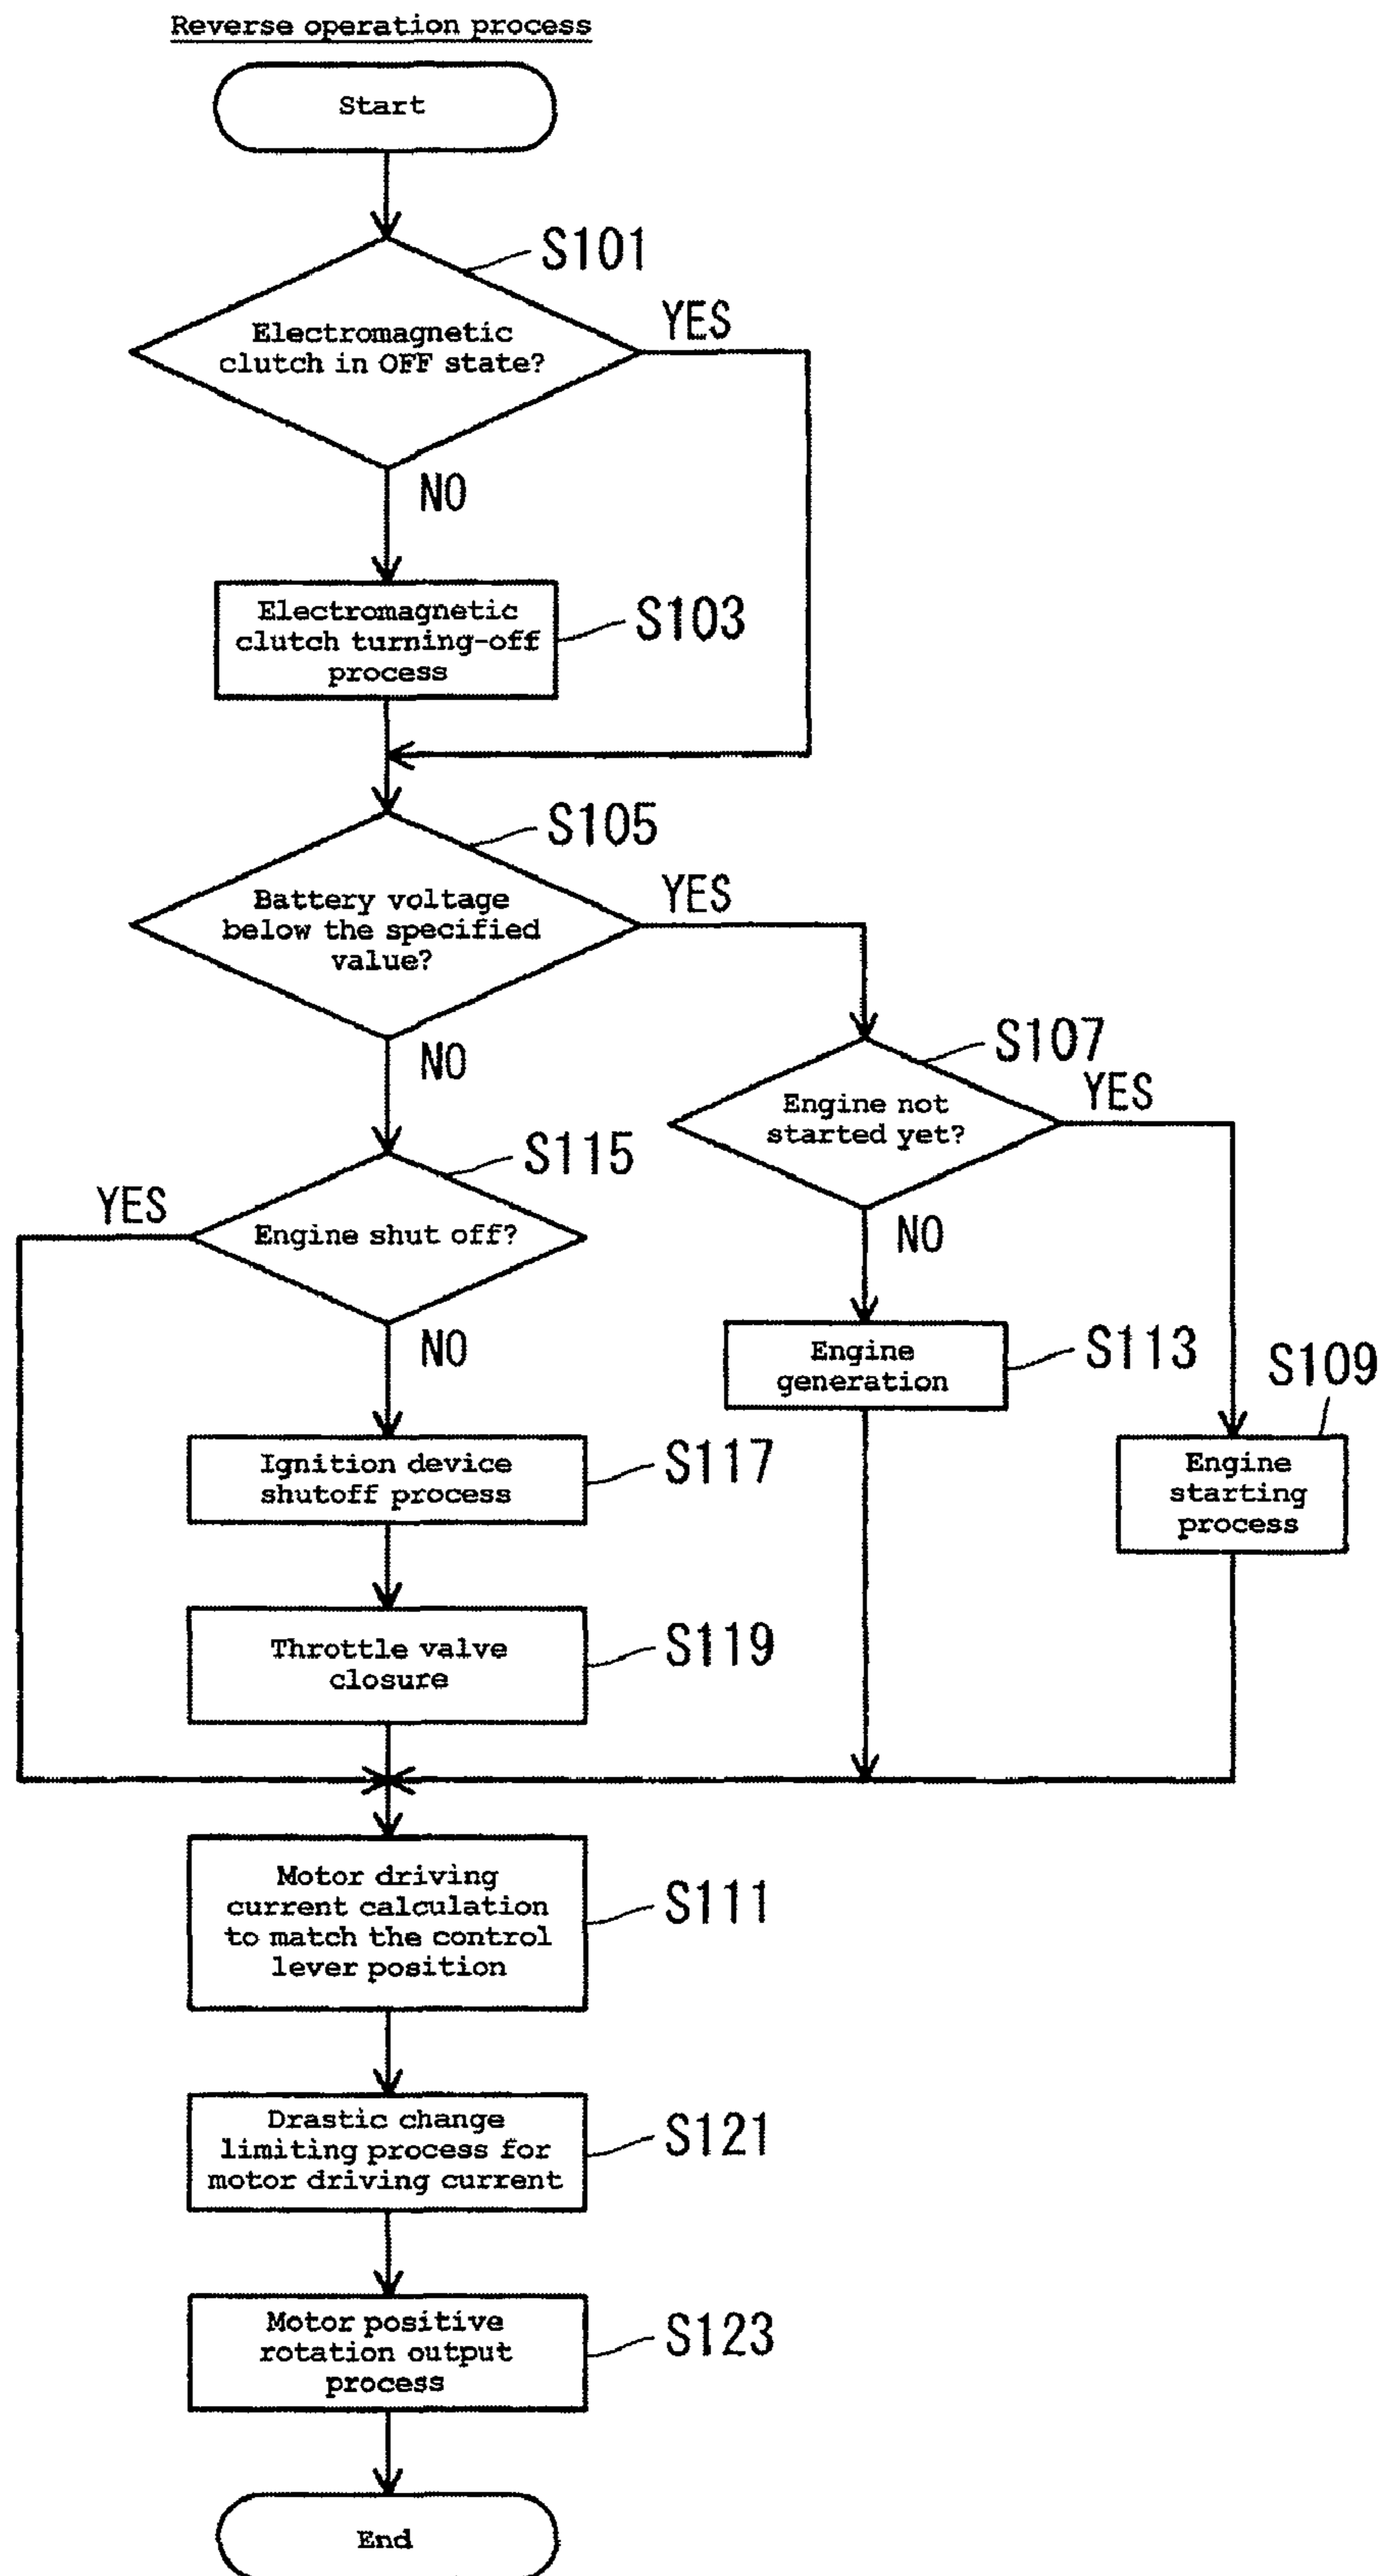 Reverse operation process
Start
S101
Electromagnetic
clutch in OFF state?
YES
NO
Electromagnetic
clutch turning-off
process
S103
S105
Battery voltage
below the specified
value?
YES
NO
S107
Engine not
started yet?
YES
NO
S115
YES
Engine shut off?
NO
Engine
generation
S113
S109
Engine
starting
process
Ignition device
shutoff process
S117
Throttle valve
closure
S119
Motor driving
current calculation
to match the control
lever position
S111
Drastic change
limiting process for
motor driving current
S121
Motor positive
rotation output
process
S123
End